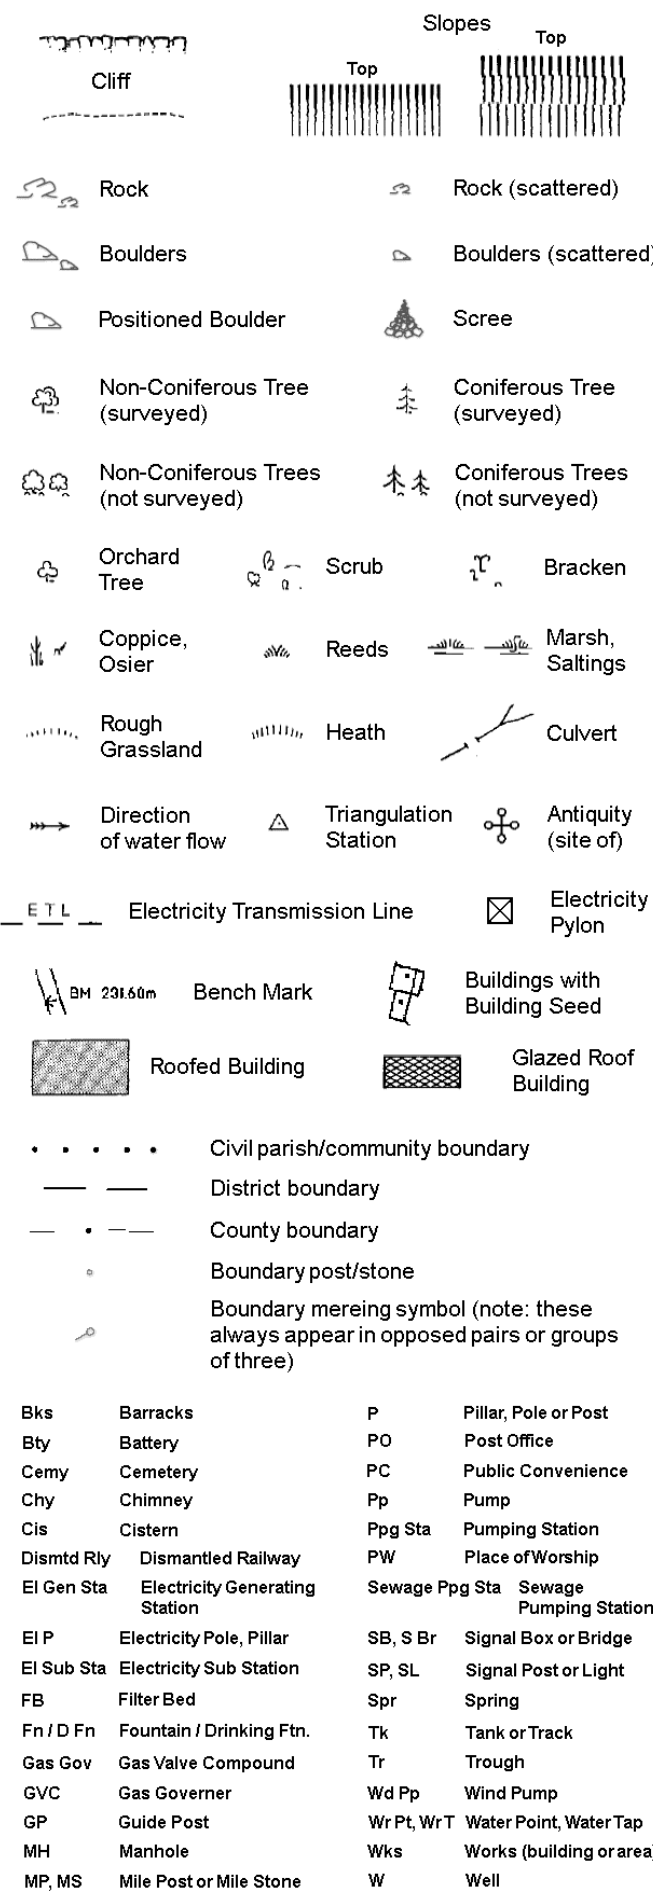 Slopes
Top
Top
Cliff
Rock
Rock (scattered)
Boulders
Boulders (scattered)
Positioned Boulder
Scree
Non-Coniferous Tree
(surveyed)
Coniferous Tree
(surveyed)
Non-Coniferous Trees
(not surveyed)
Coniferous Trees
(not surveyed)
Orchard
Tree
Scrub
Bracken
Coppice,
Osier
Reeds
Marsh,
Saltings
Rough
Grassland
Heath
Culvert
Direction
of water flow
Triangulation
Station
Antiquity
(site of)
E T L
Electricity Transmission Line
Electricity
Pylon
BM 231.60m
Bench Mark
Buildings with
Building Seed
Roofed Building
Glazed Roof
Building
Civil parish/community boundary
District boundary
County boundary
Boundary post/stone
Boundary mereing symbol (note: these
always appear in opposed pairs or groups
of three)
Bks Barracks
P Pillar, Pole or Post
Bty Battery
PO Post Office
Cemy Cemetery
PC Public Convenience
Chy Chimney
Pp Pump
Cis Cistern
Ppg Sta Pumping Station
Dismtd Rly Dismantled Railway
PW Place of Worship
El Gen Sta Electricity Generating
Station
Sewage Ppg Sta Sewage
Pumping Station
El P Electricity Pole, Pillar
SB, S Br Signal Box or Bridge
El Sub Sta Electricity Sub Station
SP, SL Signal Post or Light
FB Filter Bed
Spr Spring
Fn / D Fn Fountain / Drinking Ftn.
Tk Tank or Track
Gas Gov Gas Valve Compound
Tr Trough
GVC Gas Governer
Wd Pp Wind Pump
GP Guide Post
Wr Pt, Wr T Water Point, Water Tap
MH Manhole
Wks Works (building or area)
MP, MS Mile Post or Mile Stone
W Well